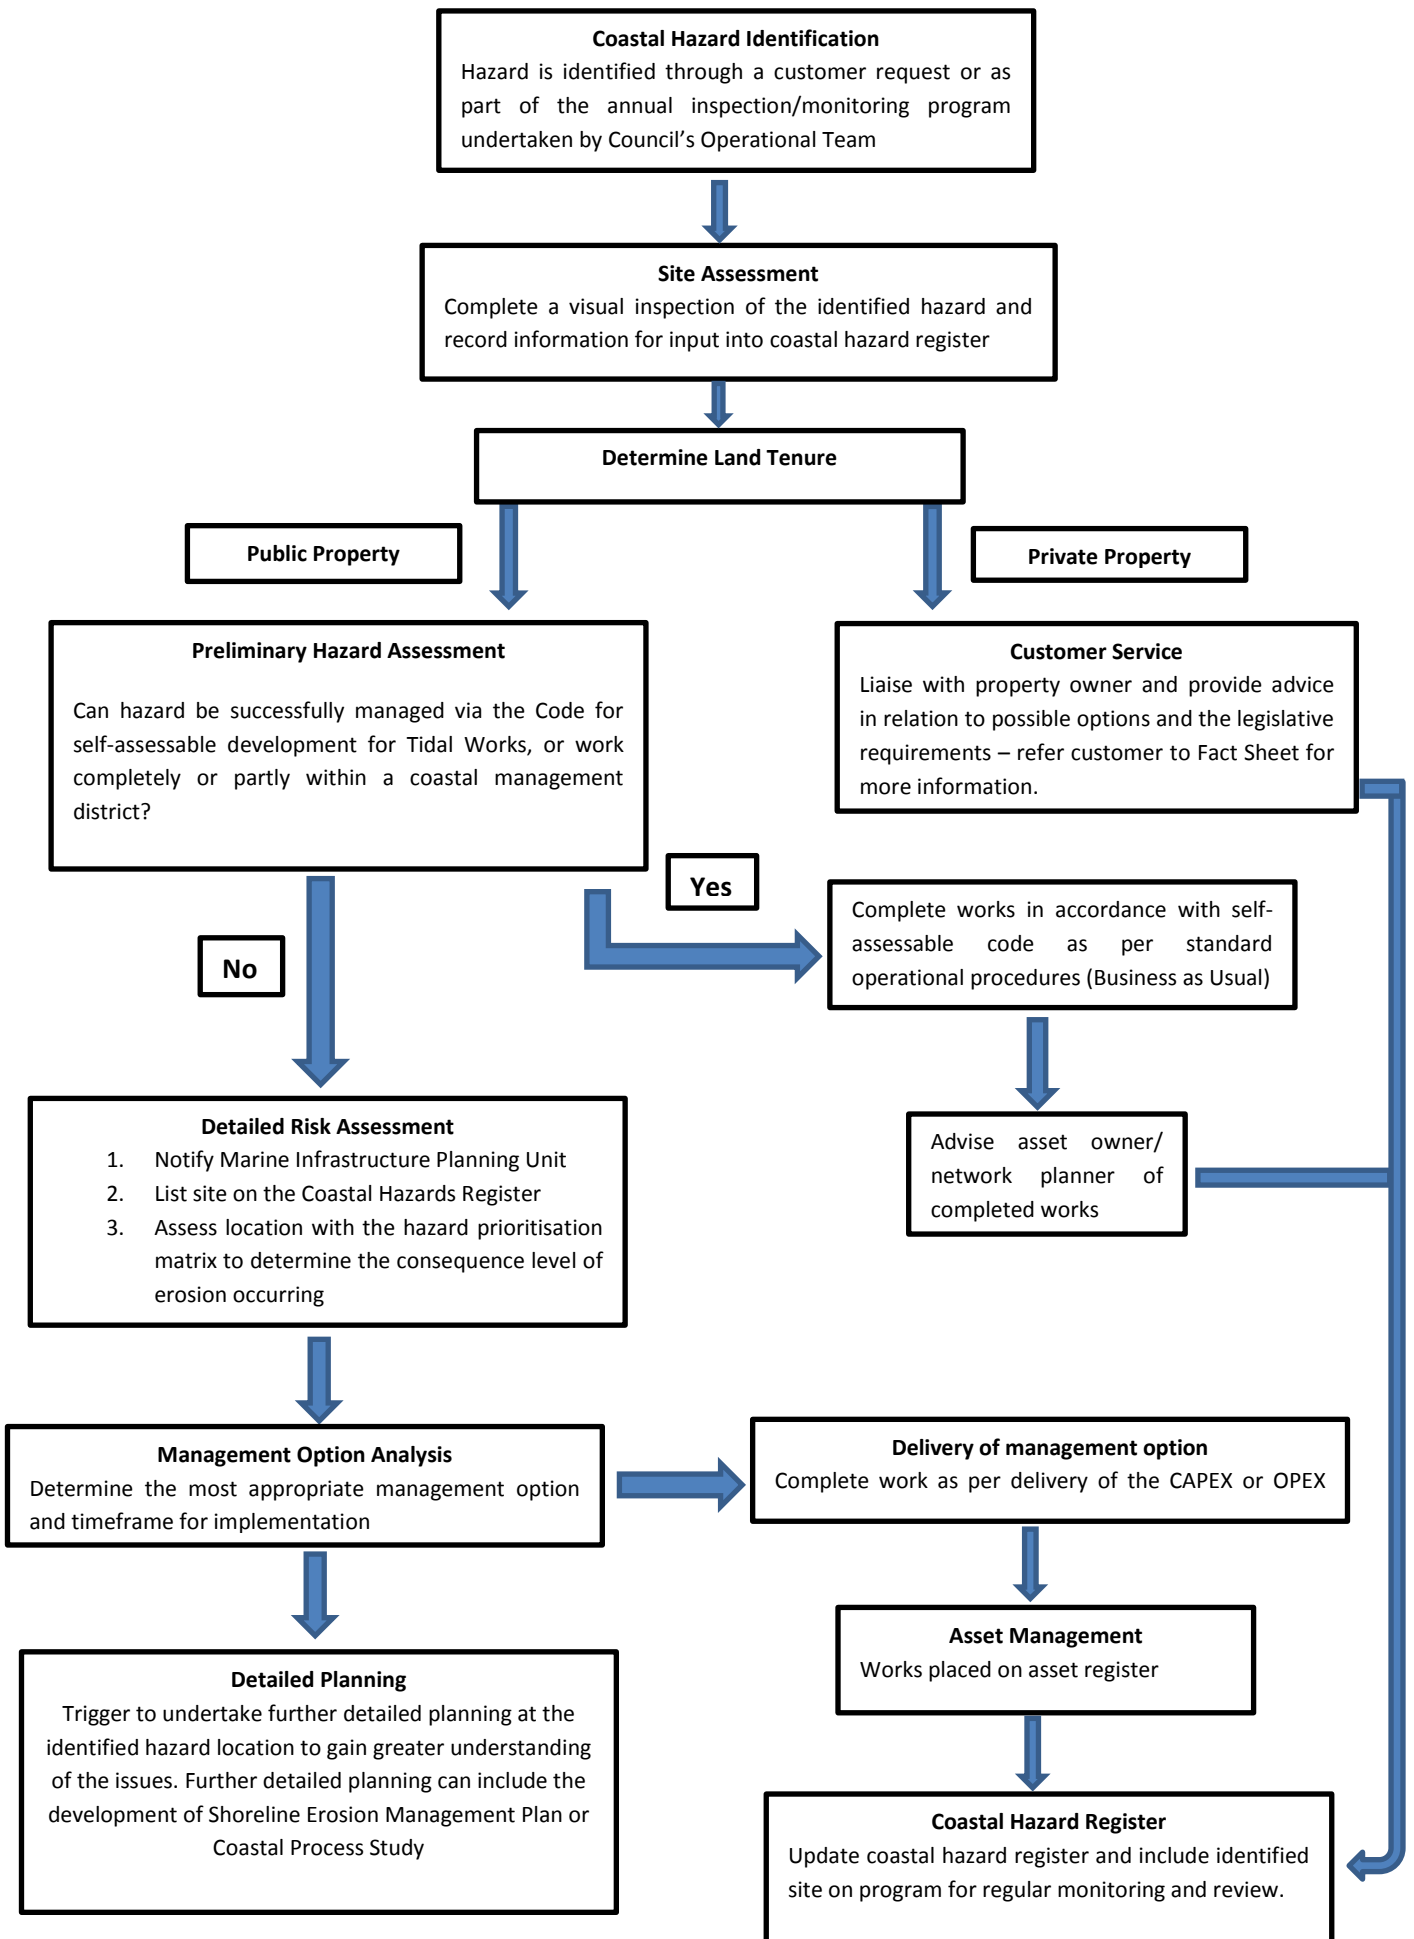 Coastal Hazard Identification
Hazard is identified through a customer request or as
part of the annual inspection/monitoring program
undertaken by Council’s Operational Team
Site Assessment
Complete a visual inspection of the identified hazard and
record information for input into coastal hazard register
Determine Land Tenure
Public Property
Private Property
Preliminary Hazard Assessment
Can hazard be successfully managed via the Code for
self-assessable development for Tidal Works, or work
completely or partly within a coastal management
district?
Customer Service
Liaise with property owner and provide advice
in relation to possible options and the legislative
requirements – refer customer to Fact Sheet for
more information.
Yes
No
Complete works in accordance with self-
assessable code as per standard
operational procedures (Business as Usual)
Advise asset owner/
network planner of
completed works
Detailed Risk Assessment
1. Notify Marine Infrastructure Planning Unit
2. List site on the Coastal Hazards Register
3. Assess location with the hazard prioritisation
matrix to determine the consequence level of
erosion occurring
Management Option Analysis
Determine the most appropriate management option
and timeframe for implementation
Delivery of management option
Complete work as per delivery of the CAPEX or OPEX
Asset Management
Works placed on asset register
Detailed Planning
Trigger to undertake further detailed planning at the
identified hazard location to gain greater understanding
of the issues. Further detailed planning can include the
development of Shoreline Erosion Management Plan or
Coastal Process Study
Coastal Hazard Register
Update coastal hazard register and include identified
site on program for regular monitoring and review.